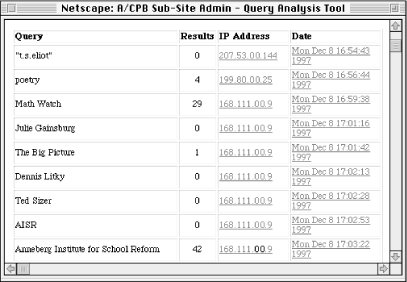 Netscape: A/CPB Sub-Site Admin - Query Analysis Tool
Query Results IP Address Date
"t.s.eliot" 0 207.53.00.144 Mon Dec 8 16:54:43 1997
poetry 4 199.80.00.25 Mon Dec 8 16:56:44 1997
Math Watch 29 168.111.00.9 Mon Dec 8 16:59:38 1997
Julie Gainsburg 0 168.111.00.9 Mon Dec 8 17:01:16 1997
The Big Picture 1 168.111.00.9 Mon Dec 8 17:01:42 1997
Dennis Litky 0 168.111.00.9 Mon Dec 8 17:02:13 1997
Ted Sizer 0 168.111.00.9 Mon Dec 8 17:02:28 1997
AISR 0 168.111.00.9 Mon Dec 8 17:02:53 1997
Anneberg Institute for School Reform 42 168.111.00.9 Mon Dec 8 17:03:22 1997